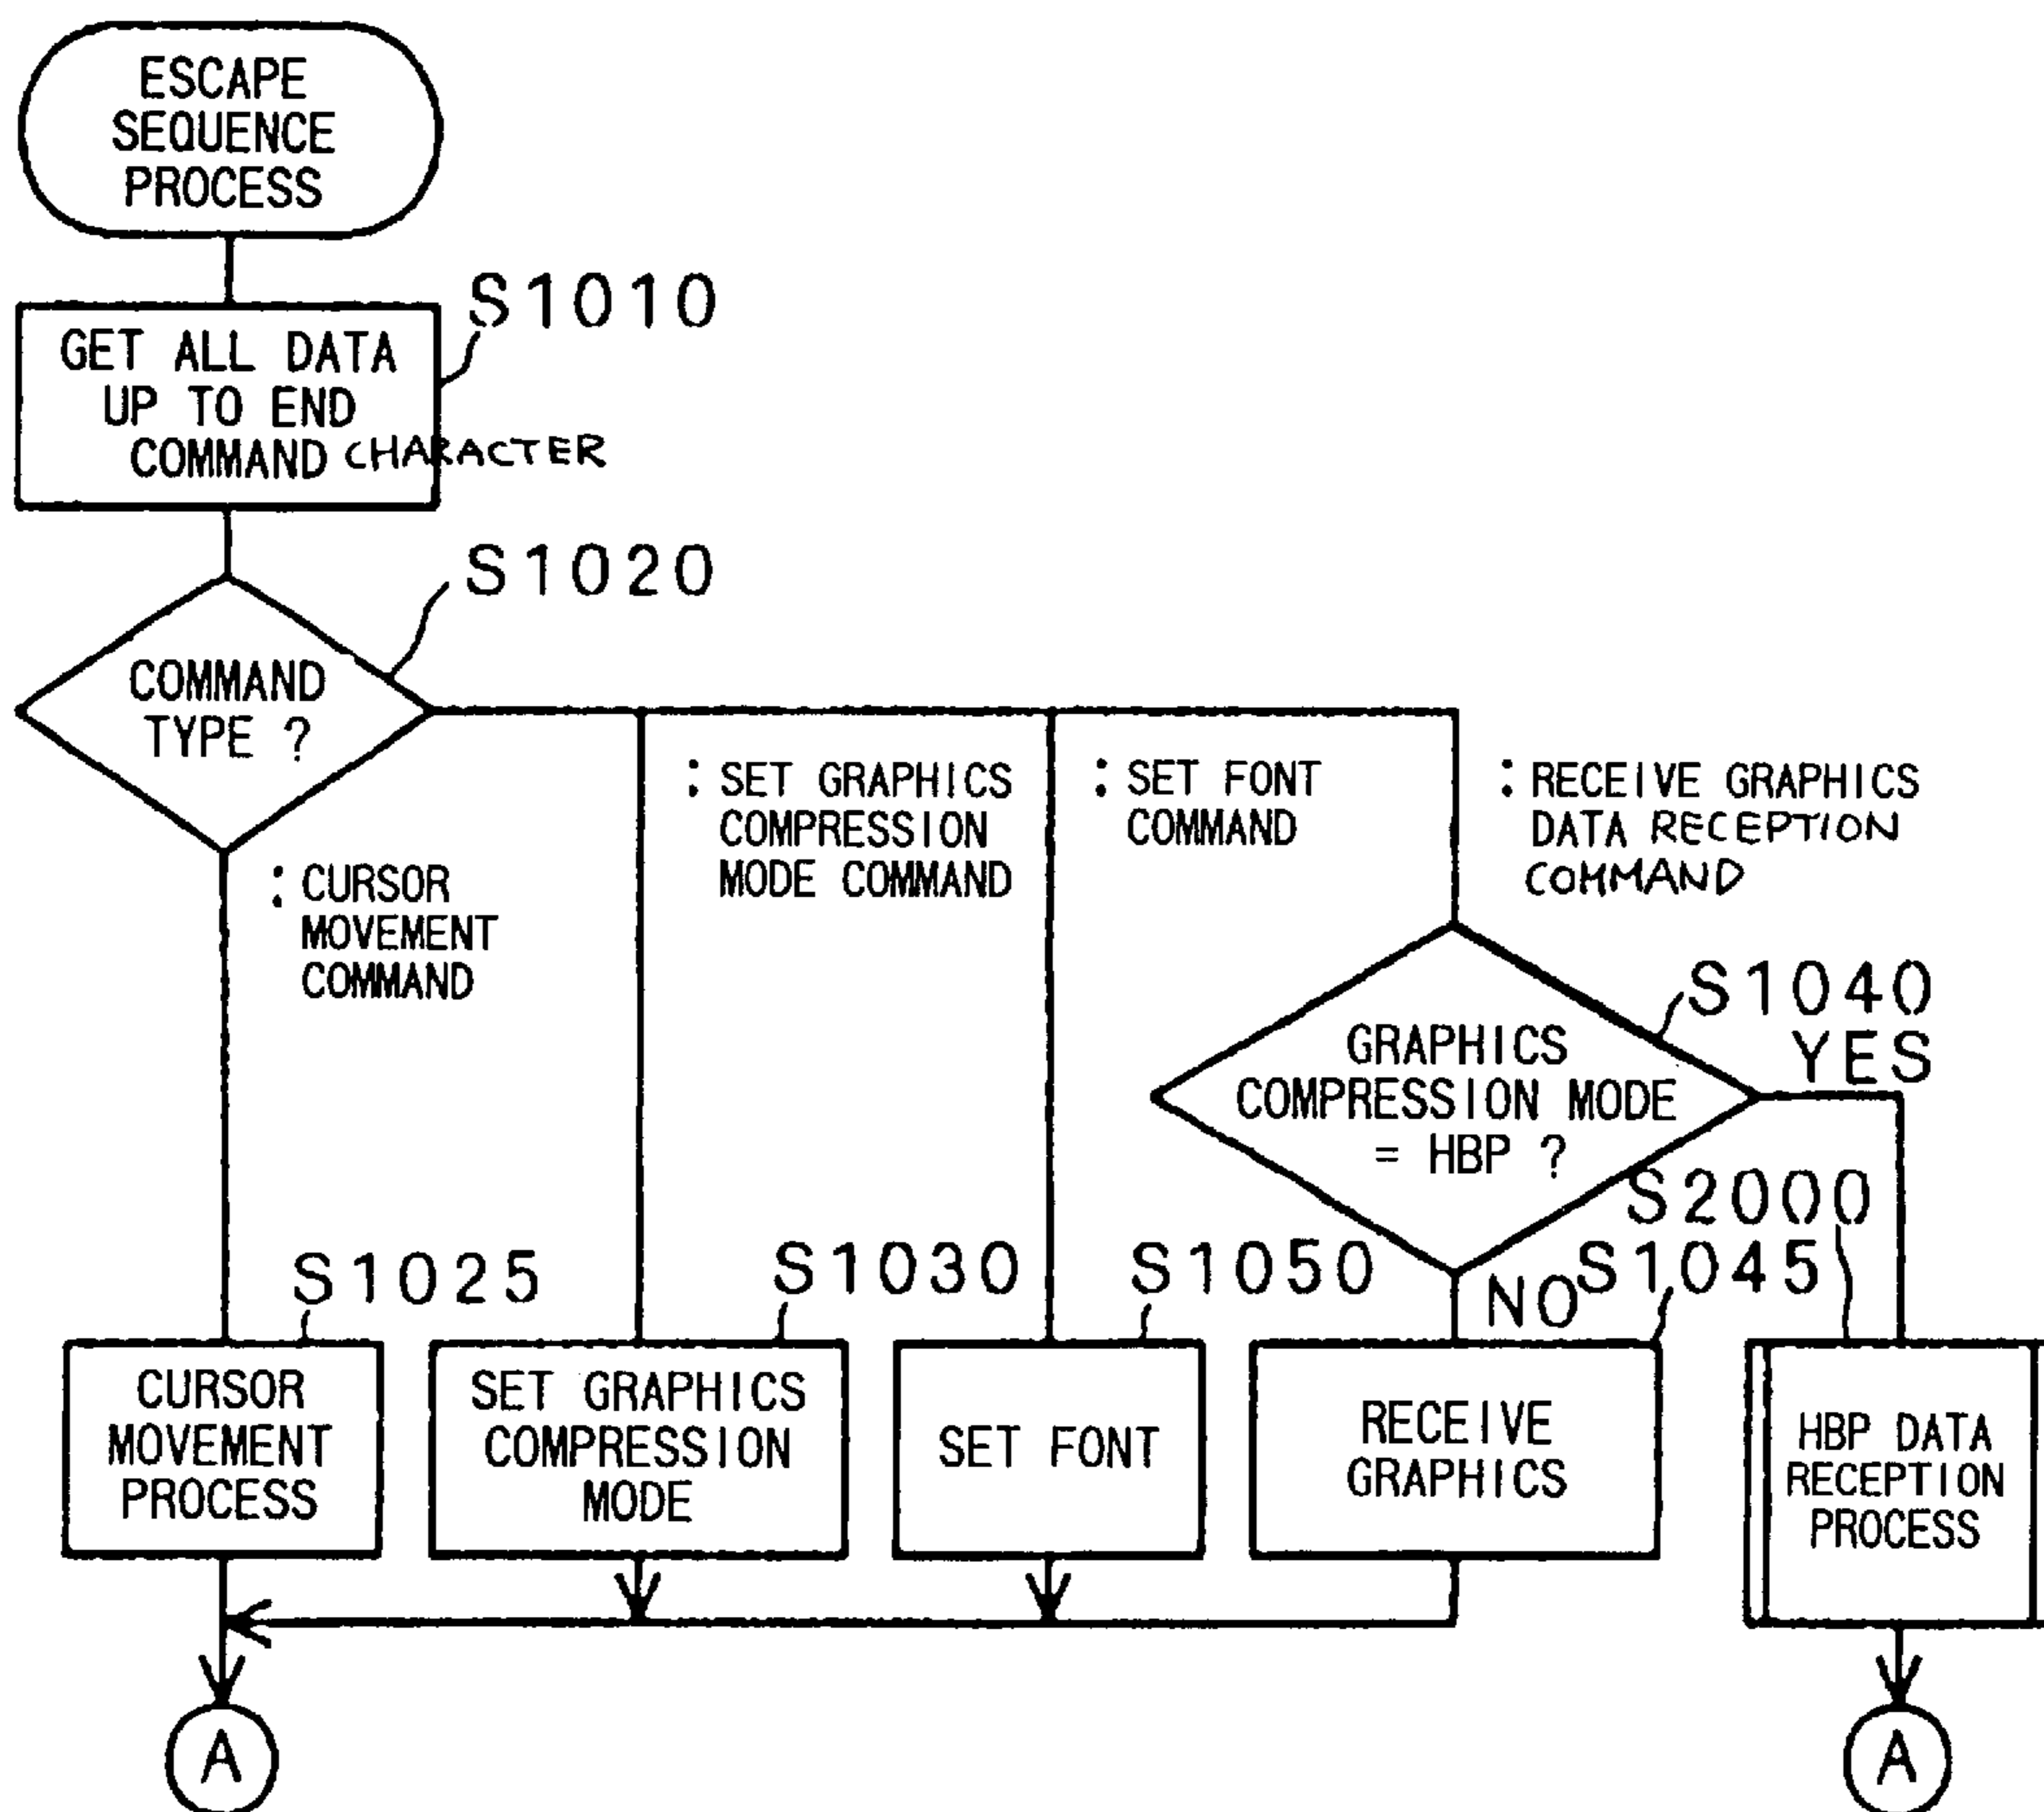 ESCAPE
SEQUENCE
PROCESS
S1010
GET ALL DATA
UP TO END
COMMAND CHARACTER
S1020
COMMAND
TYPE ?
: CURSOR
MOVEMENT
COMMAND
: SET GRAPHICS
COMPRESSION
MODE COMMAND
: SET FONT
COMMAND
: RECEIVE GRAPHICS
DATA RECEPTION
COMMAND
S1040
YES
GRAPHICS
COMPRESSION MODE
= HBP ?
NO
S1025
CURSOR
MOVEMENT
PROCESS
S1030
SET GRAPHICS
COMPRESSION
MODE
S1050
SET FONT
S1045
RECEIVE
GRAPHICS
S2000
HBP DATA
RECEPTION
PROCESS
A
A